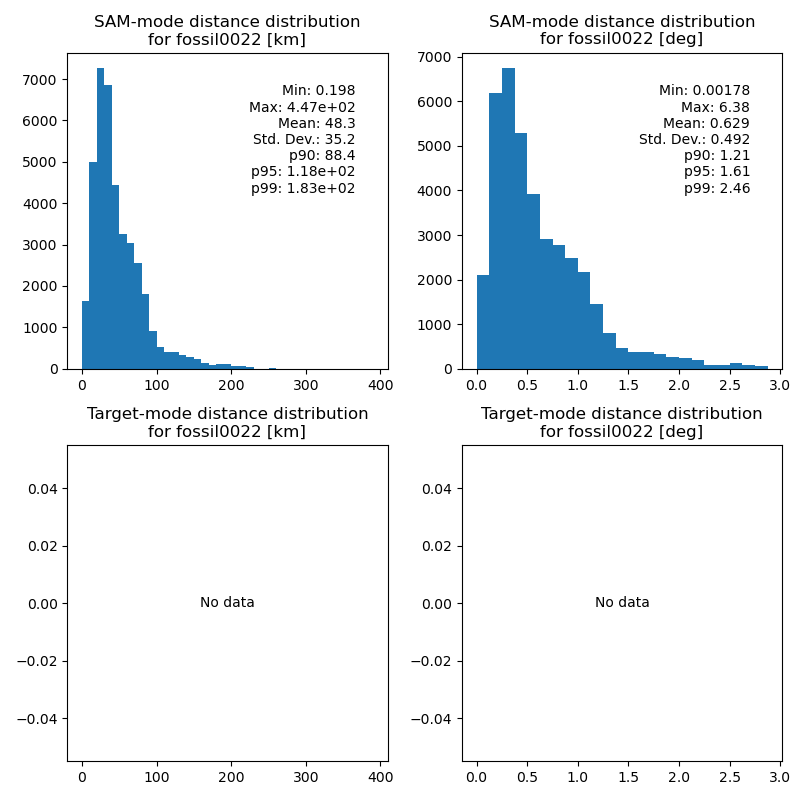 SAM-mode distance distribution
for fossil0022 [km]
Min: 0.198
Max: 4.47e+02
Mean: 48.3
Std. Dev.: 35.2
p90: 88.4
p95: 1.18e+02
p99: 1.83e+02
7000
6000
5000
4000
3000
2000
1000
0
0 100 200 300 400
SAM-mode distance distribution
for fossil0022 [deg]
Min: 0.00178
Max: 6.38
Mean: 0.629
Std. Dev.: 0.492
p90: 1.21
p95: 1.61
p99: 2.46
7000
6000
5000
4000
3000
2000
1000
0
0.0 0.5 1.0 1.5 2.0 2.5 3.0
Target-mode distance distribution
for fossil0022 [km]
0.04
0.02
0.00
−0.02
−0.04
No data
0 100 200 300 400
Target-mode distance distribution
for fossil0022 [deg]
0.04
0.02
0.00
−0.02
−0.04
No data
0.0 0.5 1.0 1.5 2.0 2.5 3.0